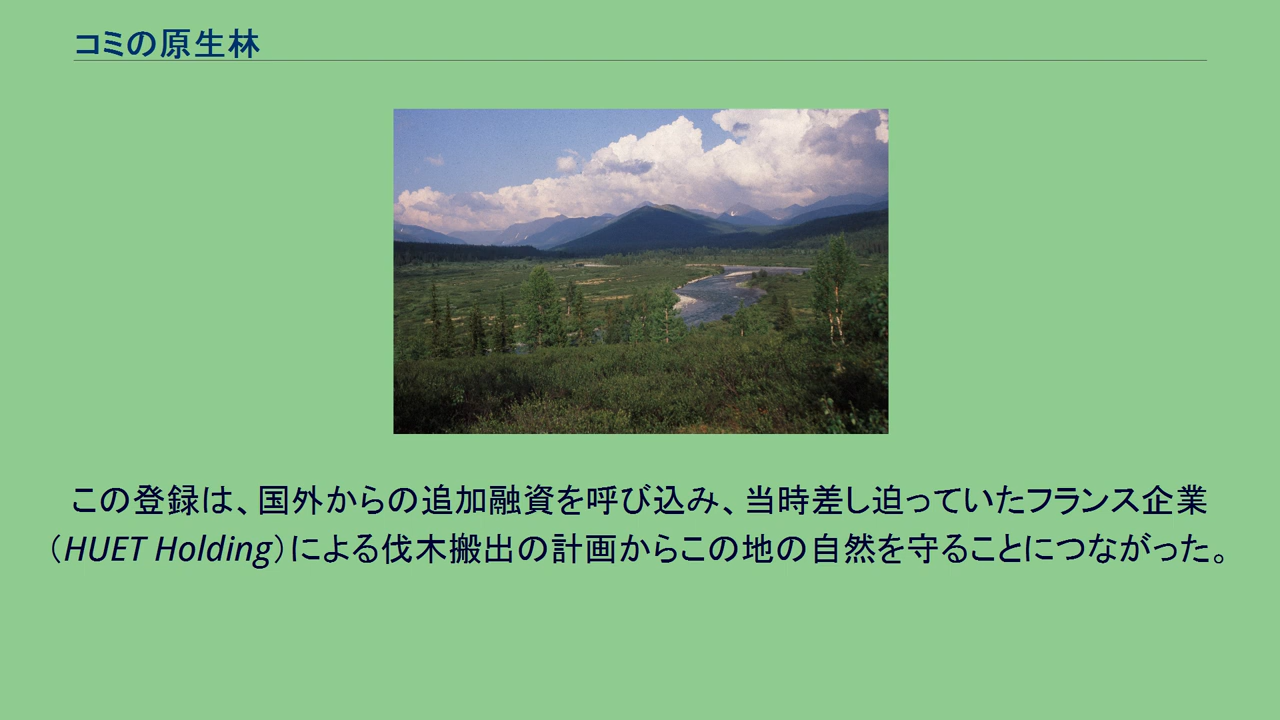 コミの原生林
この登録は、国外からの追加融資を呼び込み、当時差し迫っていたフランス企業
（HUET Holding）による伐木搬出の計画からこの地の自然を守ることにつながった。